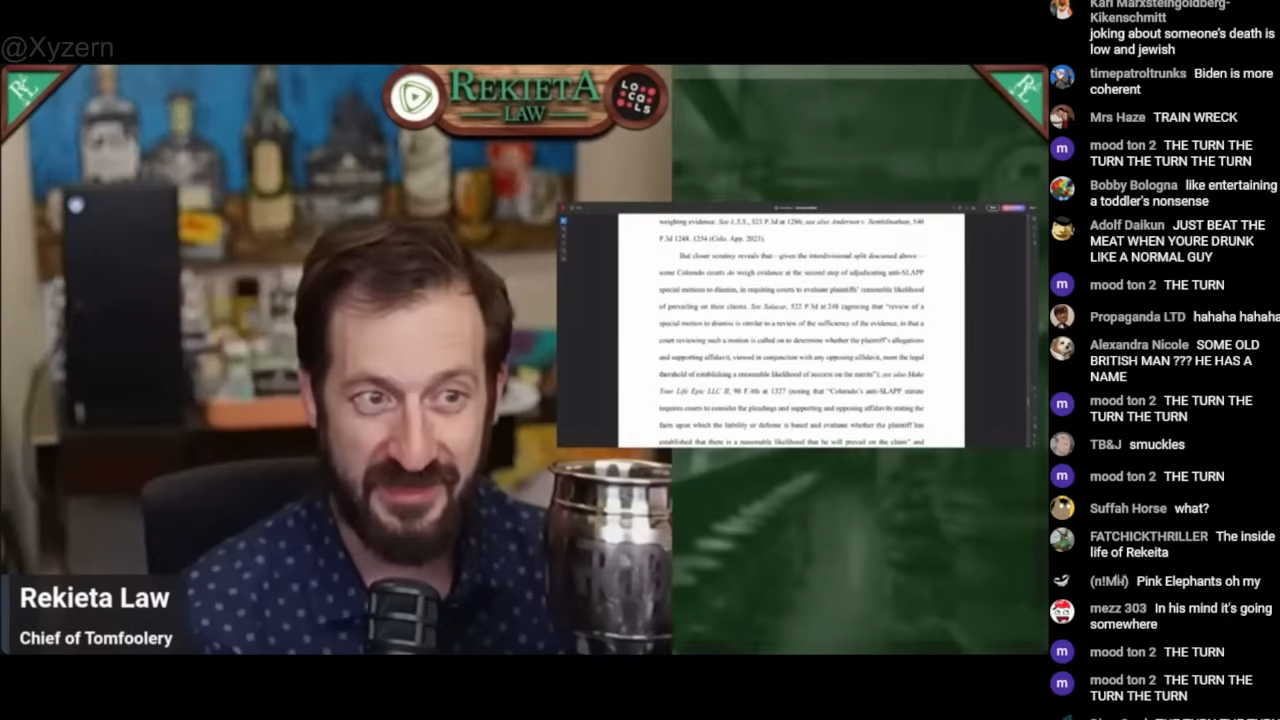 @Xyzern
REKIETA
LAW
LO
CA
LS
RL
RL
weighing evidence. See L.S.S., 523 P.3d at 1286; see also Anderson v. Senthilnathan, 540
P.3d 1248, 1254 (Colo. App. 2023).
But closer scrutiny reveals that—given the interdivisional split discussed above—
some Colorado courts do weigh evidence at the second step of adjudicating anti-SLAPP
special motions to dismiss, in requiring courts to evaluate plaintiffs' reasonable likelihood
of prevailing on their claims. See Salazar, 522 P.3d at 248 (agreeing that "review of a
special motion to dismiss is similar to a review of the sufficiency of the evidence, in that a
court reviewing such a motion is called on to determine whether the plaintiff's allegations
and supporting affidavit, viewed in conjunction with any opposing affidavit, meet the legal
threshold of establishing a reasonable likelihood of success on the merits"); see also Make
Your Life Epic LLC II, 98 F.4th at 1327 (noting that "Colorado's anti-SLAPP statute
requires courts to consider the pleadings and supporting and opposing affidavits stating the
facts upon which the liability or defense is based and evaluate whether the plaintiff has
established that there is a reasonable likelihood that he will prevail on the claim" and
Rekieta Law
Chief of Tomfoolery
Karl Marxsteingoldberg-
Kikenschmitt
joking about someone's death is
low and jewish
timepatroltrunks Biden is more
coherent
Mrs Haze TRAIN WRECK
m mood ton 2 THE TURN THE
TURN THE TURN THE TURN
Bobby Bologna like entertaining
a toddler's nonsense
Adolf Daikun JUST BEAT THE
MEAT WHEN YOURE DRUNK
LIKE A NORMAL GUY
m mood ton 2 THE TURN
Propaganda LTD hahaha hahaha
Alexandra Nicole SOME OLD
BRITISH MAN ??? HE HAS A
NAME
m mood ton 2 THE TURN THE
TURN THE TURN
TB&J smuckles
m mood ton 2 THE TURN
Suffah Horse what?
FATCHICKTHRILLER The inside
life of Rekeita
Pink Elephants oh my
mezz 303 In his mind it's going
somewhere
m mood ton 2 THE TURN
m mood ton 2 THE TURN THE
TURN THE TURN